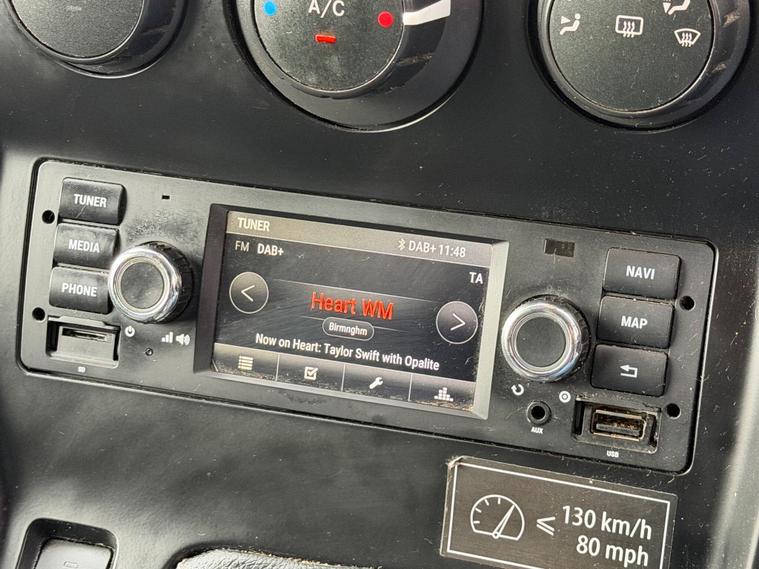 A/C
TUNER
MEDIA
PHONE
TUNER
FM DAB+
DAB+ 11:48
TA
<
Heart WM
>
Birmnghm
Now on Heart: Taylor Swift with Opalite
NAVI
MAP
AUX
USB
⩽ 130 km/h
80 mph